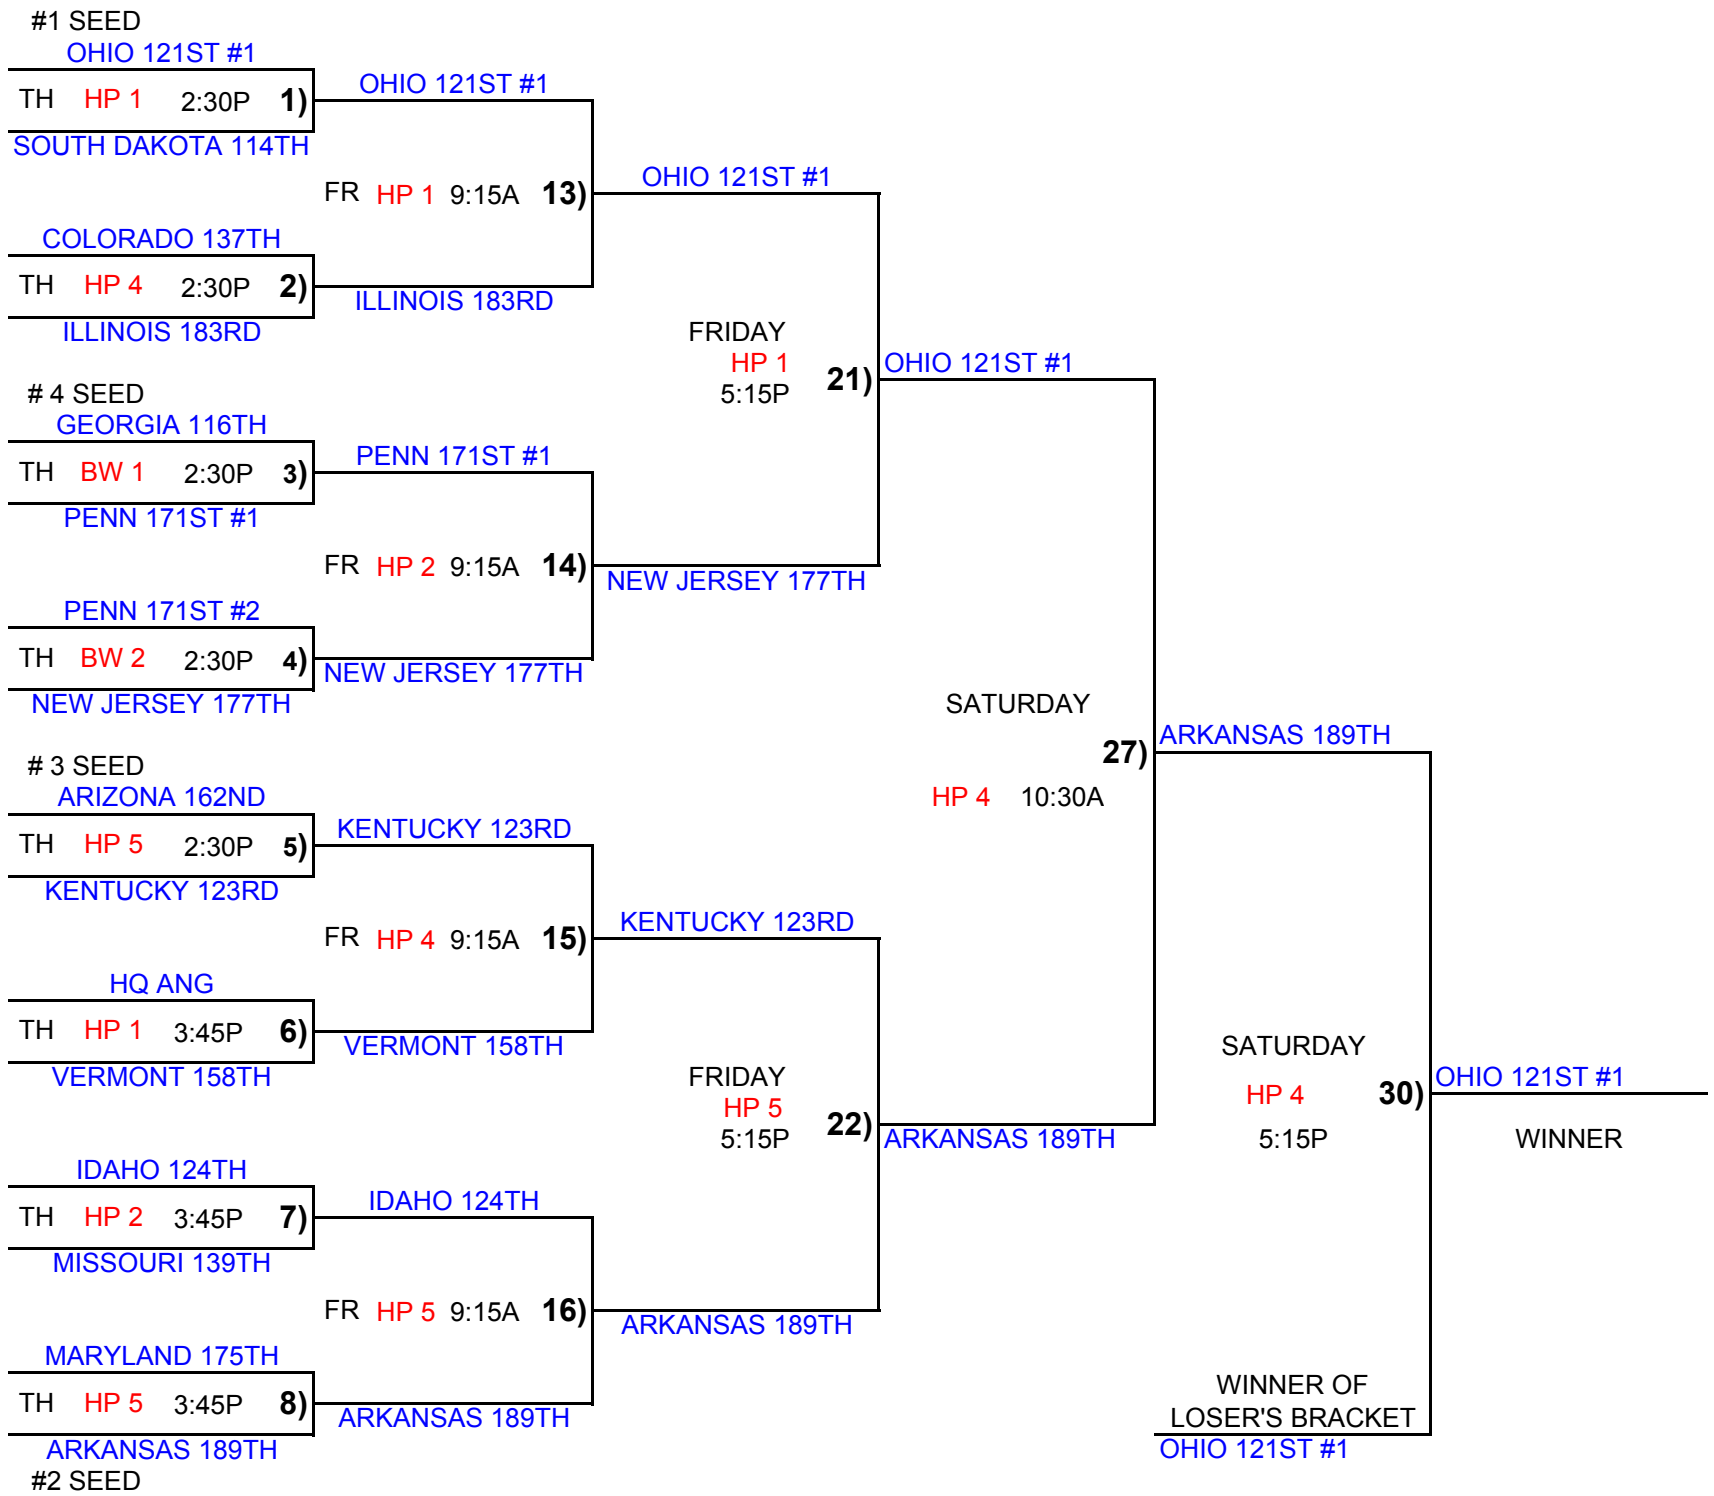 #1 SEED
OHIO 121ST #1
OHIO 121ST #1
TH HP 1 2:30P 1)
SOUTH DAKOTA 114TH
OHIO 121ST #1
FR HP 1 9:15A 13)
COLORADO 137TH
TH HP 4 2:30P 2)
ILLINOIS 183RD
ILLINOIS 183RD
FRIDAY
HP 1
OHIO 121ST #1
5:15P 21)
# 4 SEED
GEORGIA 116TH
PENN 171ST #1
TH BW 1 2:30P 3)
PENN 171ST #1
FR HP 2 9:15A 14)
NEW JERSEY 177TH
PENN 171ST #2
TH BW 2 2:30P 4)
NEW JERSEY 177TH
NEW JERSEY 177TH
SATURDAY
ARKANSAS 189TH
27)
# 3 SEED
ARIZONA 162ND
HP 4 10:30A
KENTUCKY 123RD
TH HP 5 2:30P 5)
KENTUCKY 123RD
KENTUCKY 123RD
FR HP 4 9:15A 15)
HQ ANG
TH HP 1 3:45P 6)
VERMONT 158TH
SATURDAY
VERMONT 158TH
FRIDAY
OHIO 121ST #1
HP 4 30)
HP 5
5:15P 22)
ARKANSAS 189TH
5:15P
WINNER
IDAHO 124TH
IDAHO 124TH
TH HP 2 3:45P 7)
MISSOURI 139TH
FR HP 5 9:15A 16)
ARKANSAS 189TH
MARYLAND 175TH
WINNER OF
TH HP 5 3:45P 8)
LOSER'S BRACKET
ARKANSAS 189TH
ARKANSAS 189TH
OHIO 121ST #1
#2 SEED